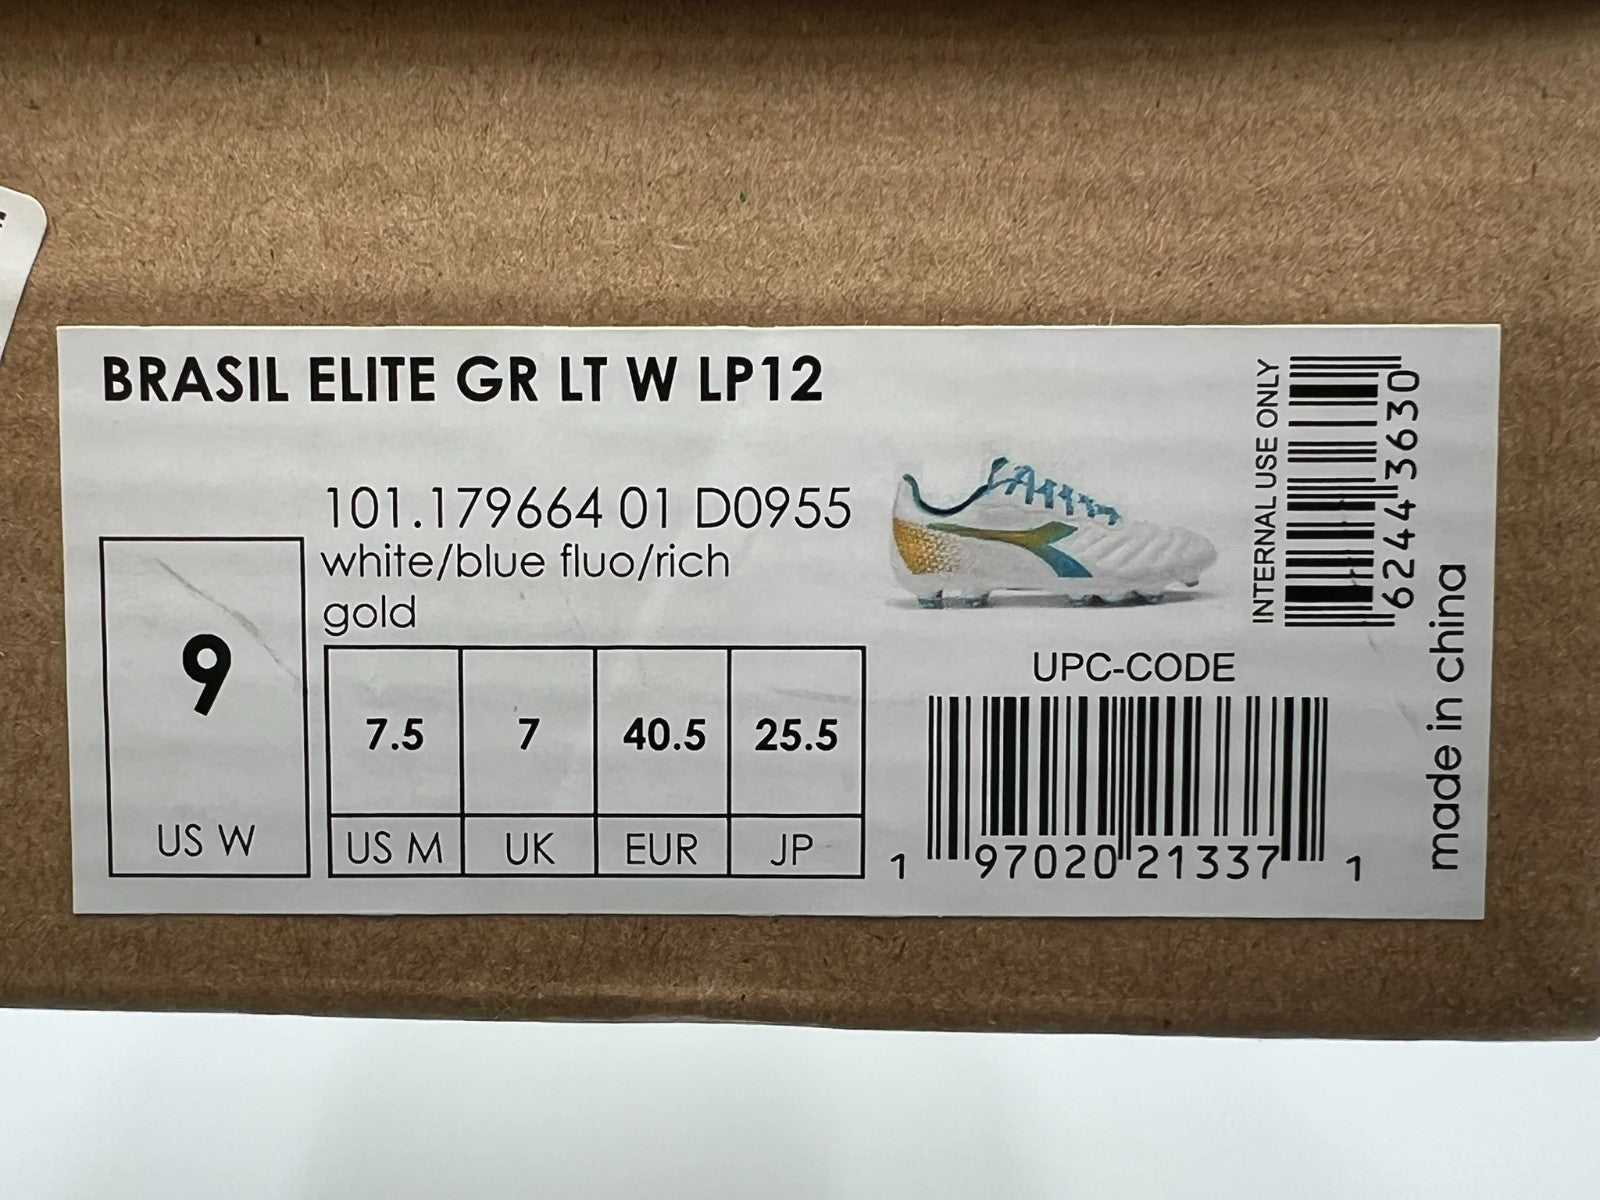 BRASIL ELITE GR LT W LP12
101.179664 01 D0955
white/blue fluo/rich
gold
9
US W
7.5 7 40.5 25.5
US M UK EUR JP
INTERNAL USE ONLY
6244363​0
UPC-CODE
1 97020 21337 1
made in china